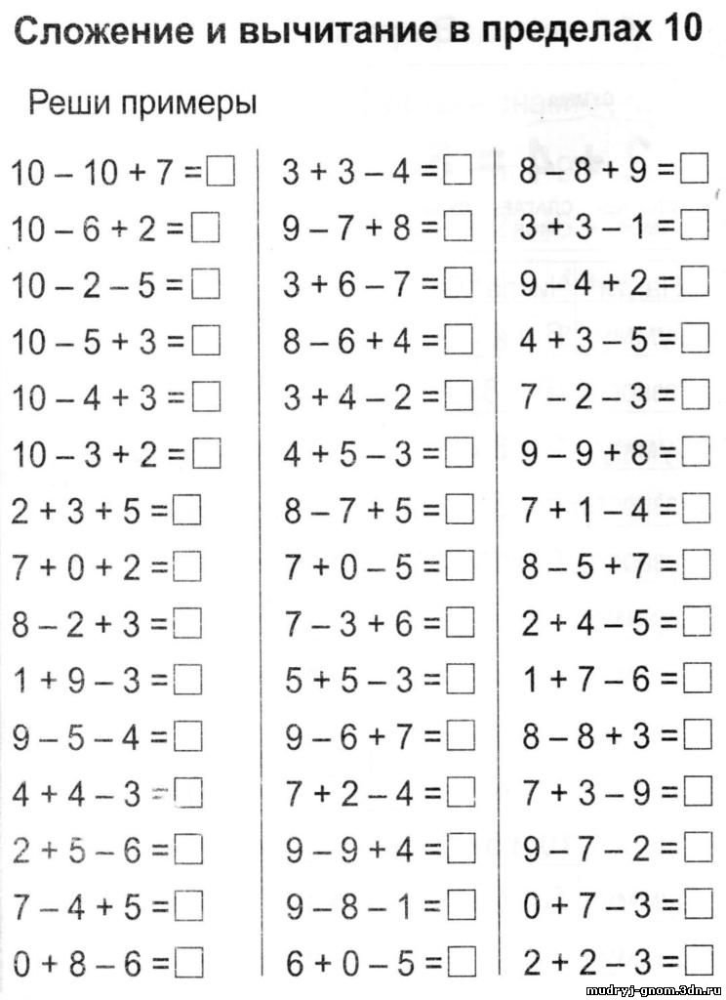 Сложение и вычитание в пределах 10
Реши примеры
10 – 10 + 7 = □
10 – 6 + 2 = □
10 – 2 – 5 = □
10 – 5 + 3 = □
10 – 4 + 3 = □
10 – 3 + 2 = □
2 + 3 + 5 = □
7 + 0 + 2 = □
8 – 2 + 3 = □
1 + 9 – 3 = □
9 – 5 – 4 = □
4 + 4 – 3 = □
2 + 5 – 6 = □
7 – 4 + 5 = □
0 + 8 – 6 = □
3 + 3 – 4 = □
9 – 7 + 8 = □
3 + 6 – 7 = □
8 – 6 + 4 = □
3 + 4 – 2 = □
4 + 5 – 3 = □
8 – 7 + 5 = □
7 + 0 – 5 = □
7 – 3 + 6 = □
5 + 5 – 3 = □
9 – 6 + 7 = □
7 + 2 – 4 = □
9 – 9 + 4 = □
9 – 8 – 1 = □
6 + 0 – 5 = □
8 – 8 + 9 = □
3 + 3 – 1 = □
9 – 4 + 2 = □
4 + 3 – 5 = □
7 – 2 – 3 = □
9 – 9 + 8 = □
7 + 1 – 4 = □
8 – 5 + 7 = □
2 + 4 – 5 = □
1 + 7 – 6 = □
8 – 8 + 3 = □
7 + 3 – 9 = □
9 – 7 – 2 = □
0 + 7 – 3 = □
2 + 2 – 3 = □
mudryj-gnom.3dn.ru